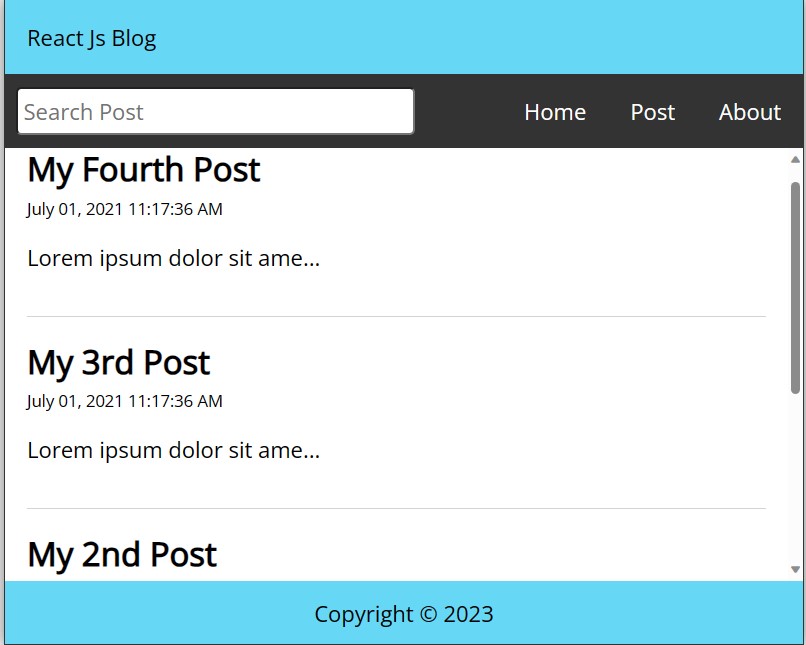 React Js Blog
Search Post
Home Post About
My Fourth Post
July 01, 2021 11:17:36 AM
Lorem ipsum dolor sit ame...
My 3rd Post
July 01, 2021 11:17:36 AM
Lorem ipsum dolor sit ame...
My 2nd Post
Copyright © 2023